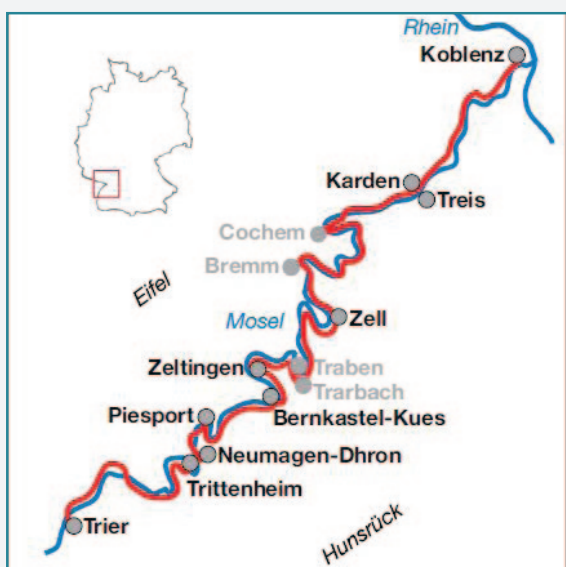 Rhein
Koblenz
Karden
Treis
Cochem
Bremm
Eifel
Mosel
Zell
Zeltingen
Traben
Trarbach
Piesport
Bernkastel-Kues
Neumagen-Dhron
Trittenheim
Trier
Hunsrück